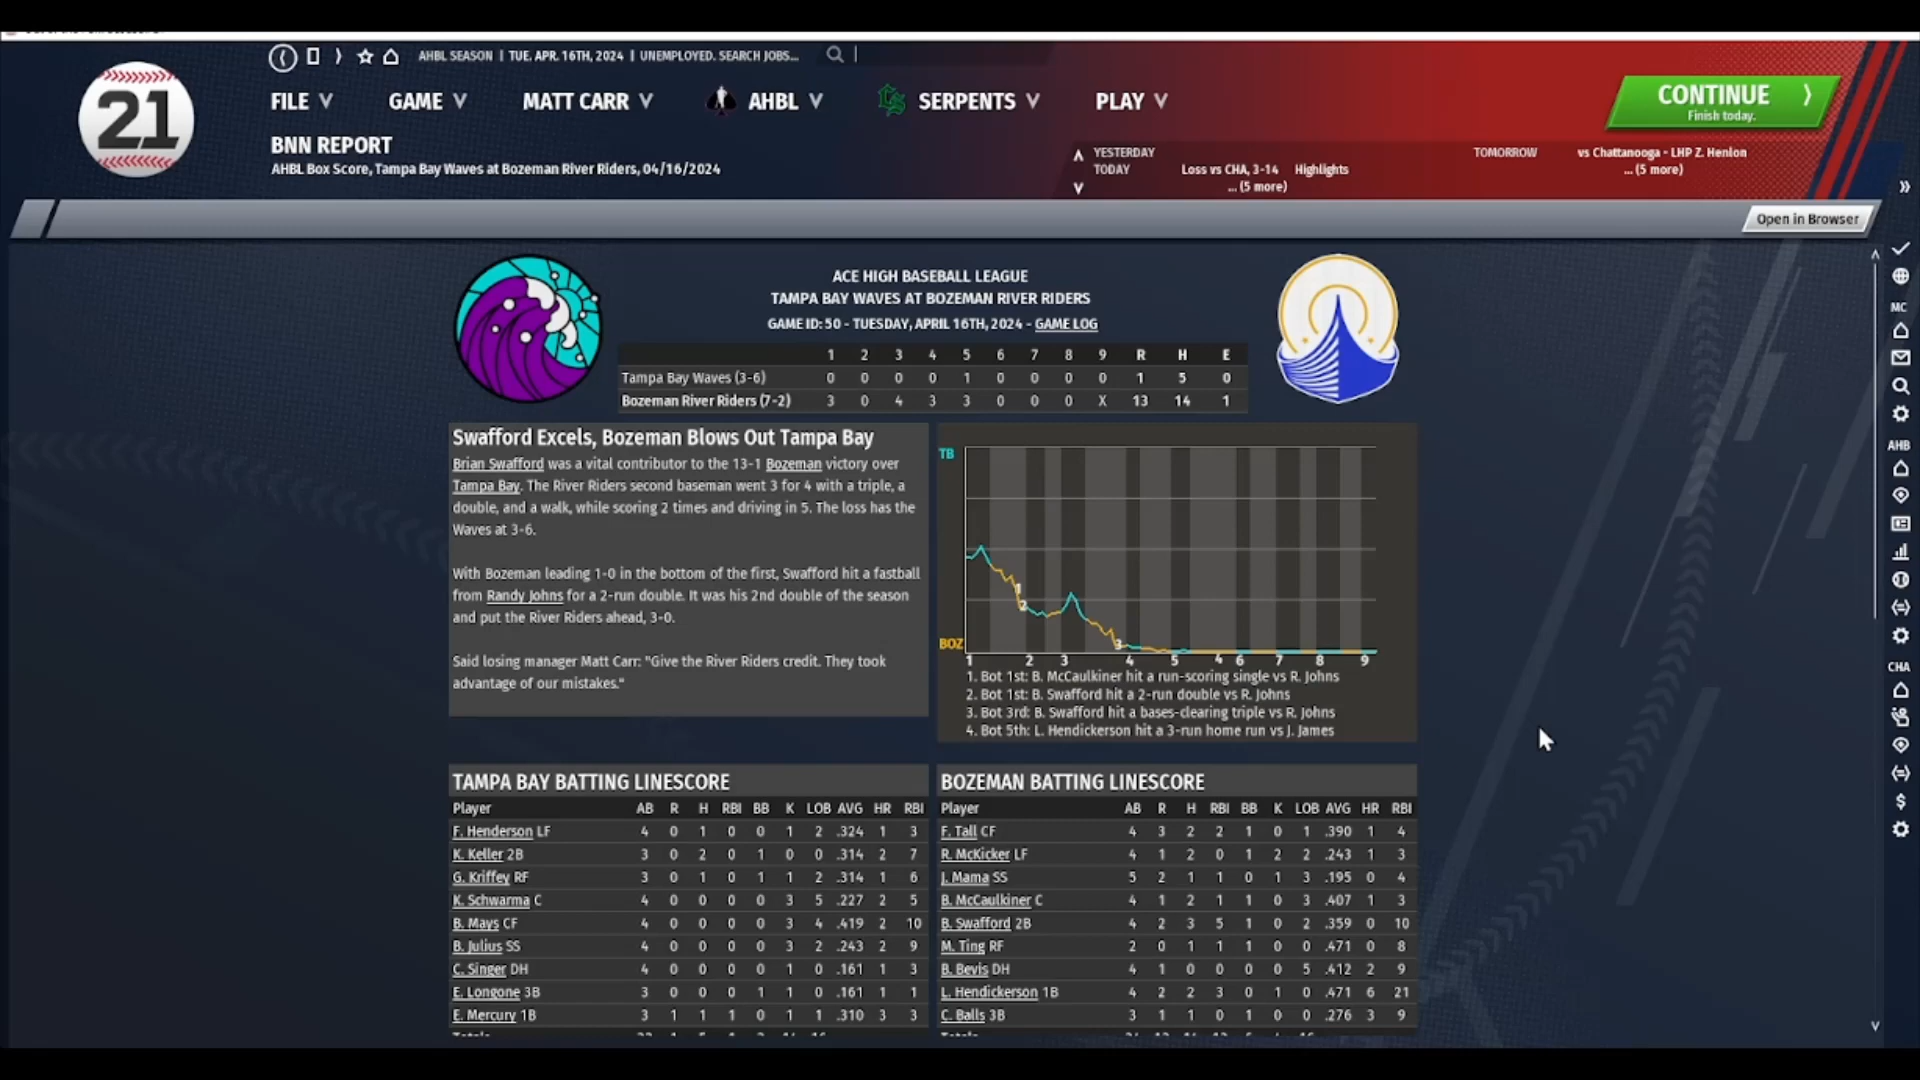 AHBL SEASON | TUE. APR. 16TH, 2024 | UNEMPLOYED. SEARCH JOBS...
21
FILE GAME MATT CARR AHBL SERPENTS PLAY
CONTINUE
Finish today.
BNN REPORT
AHBL Box Score, Tampa Bay Waves at Bozeman River Riders, 04/16/2024
YESTERDAY
TODAY Loss vs CHA, 3-14 Highlights
... (5 more)
TOMORROW vs Chattanooga - LHP Z. Henlon
... (5 more)
Open in Browser
ACE HIGH BASEBALL LEAGUE
TAMPA BAY WAVES AT BOZEMAN RIVER RIDERS
GAME ID: 50 - TUESDAY, APRIL 16TH, 2024 - GAME LOG
1 2 3 4 5 6 7 8 9 R H E
Tampa Bay Waves (3-6) 0 0 0 0 1 0 0 0 0 1 5 0
Bozeman River Riders (7-2) 3 0 4 3 3 0 0 0 X 13 14 1
Swafford Excels, Bozeman Blows Out Tampa Bay
Brian Swafford was a vital contributor to the 13-1 Bozeman victory over
Tampa Bay. The River Riders second baseman went 3 for 4 with a triple, a
double, and a walk, while scoring 2 times and driving in 5. The loss has the
Waves at 3-6.
With Bozeman leading 1-0 in the bottom of the first, Swafford hit a fastball
from Randy Johns for a 2-run double. It was his 2nd double of the season
and put the River Riders ahead, 3-0.
Said losing manager Matt Carr: "Give the River Riders credit. They took
advantage of our mistakes."
TB
1
2
3
BOZ
1 2 3 4 5 4 6 7 8 9
1. Bot 1st: B. McCaulkiner hit a run-scoring single vs R. Johns
2. Bot 1st: B. Swafford hit a 2-run double vs R. Johns
3. Bot 3rd: B. Swafford hit a bases-clearing triple vs R. Johns
4. Bot 5th: L. Hendickerson hit a 3-run home run vs J. James
TAMPA BAY BATTING LINESCORE
Player AB R H RBI BB K LOB AVG HR RBI
F. Henderson LF 4 0 1 0 0 1 2 .324 1 3
K. Keller 2B 3 0 2 0 1 0 0 .314 2 7
G. Kriffey RF 3 0 1 0 1 1 2 .314 1 6
K. Schwarma C 4 0 0 0 0 3 5 .227 2 5
B. Mays CF 4 0 0 0 0 3 4 .419 2 10
B. Julius SS 4 0 0 0 0 3 2 .243 2 9
C. Singer DH 4 0 0 0 0 1 0 .161 1 3
E. Longone 3B 3 0 0 0 1 1 0 .161 1 1
E. Mercury 1B 3 1 1 1 0 1 1 .310 3 3
BOZEMAN BATTING LINESCORE
Player AB R H RBI BB K LOB AVG HR RBI
F. Tall CF 4 3 2 2 1 0 1 .390 1 4
R. McKicker LF 4 1 2 0 1 2 2 .243 1 3
J. Mama SS 5 2 1 1 0 1 3 .195 0 4
B. McCaulkiner C 4 1 2 1 1 0 3 .407 1 3
B. Swafford 2B 4 2 3 5 1 0 2 .359 0 10
M. Ting RF 2 0 1 1 1 0 0 .471 0 8
B. Bevis DH 4 1 0 0 0 0 5 .412 2 9
L. Hendickerson 1B 4 2 2 3 0 1 0 .471 6 21
C. Balls 3B 3 1 1 0 1 0 0 .276 3 9
MC
AHB
CHA